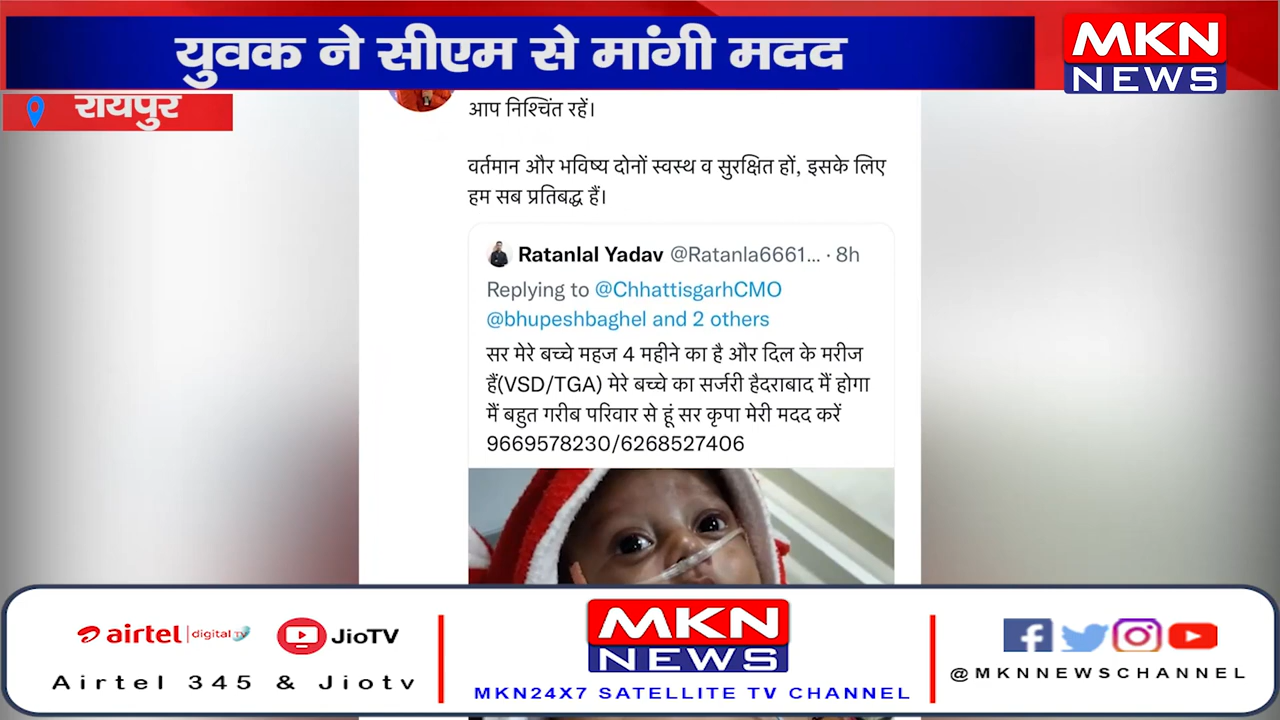 युवक ने सीएम से मांगी मदद
MKN
NEWS
रायपुर
आप निश्चिंत रहें।
वर्तमान और भविष्य दोनों स्वस्थ व सुरक्षित हों, इसके लिए
हम सब प्रतिबद्ध हैं।
Ratanlal Yadav @Ratanla6661... · 8h
Replying to @ChhattisgarhCMO
@bhupeshbaghel and 2 others
सर मेरे बच्चे महज 4 महीने का है और दिल के मरीज
हैं(VSD/TGA) मेरे बच्चे का सर्जरी हैदराबाद मैं होगा
मैं बहुत गरीब परिवार से हूं सर कृपा मेरी मदद करें
9669578230/6268527406
airtel digital TV
JioTV
Airtel 345 & Jiotv
MKN
NEWS
MKN24X7 SATELLITE TV CHANNEL
@MKNNEWSCHANNEL